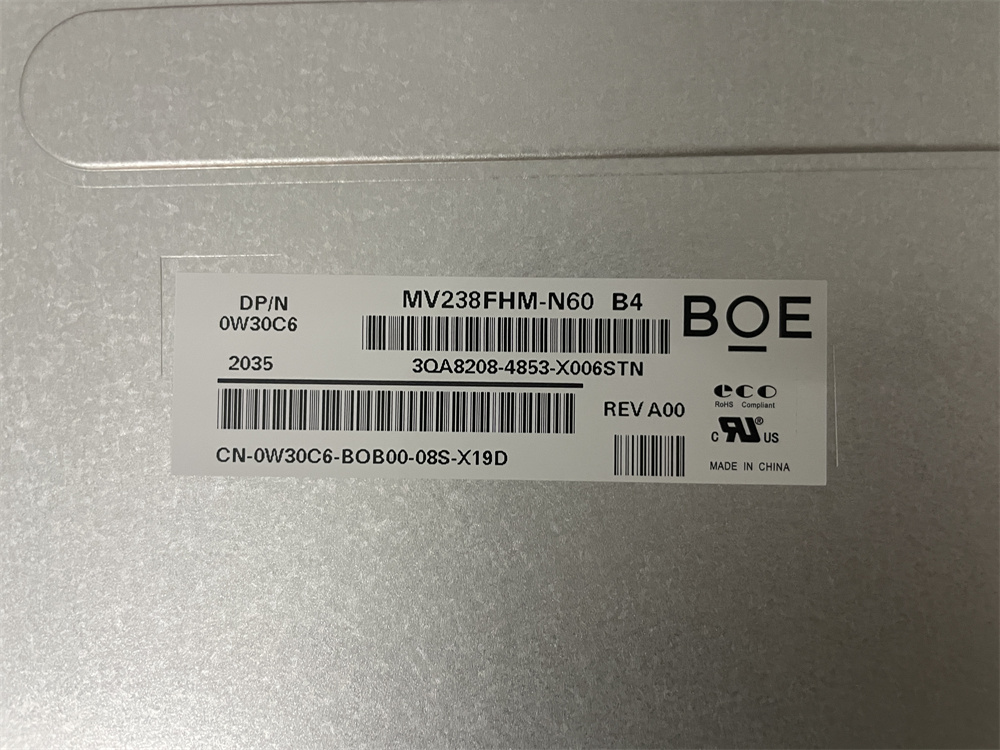 DP/N
0W30C6
MV238FHM-N60 B4
BOE
2035
3QA8208-4853-X006STN
REV A00
eco
RoHS Compliant
C RU® US
CN-0W30C6-BOB00-08S-X19D
MADE IN CHINA